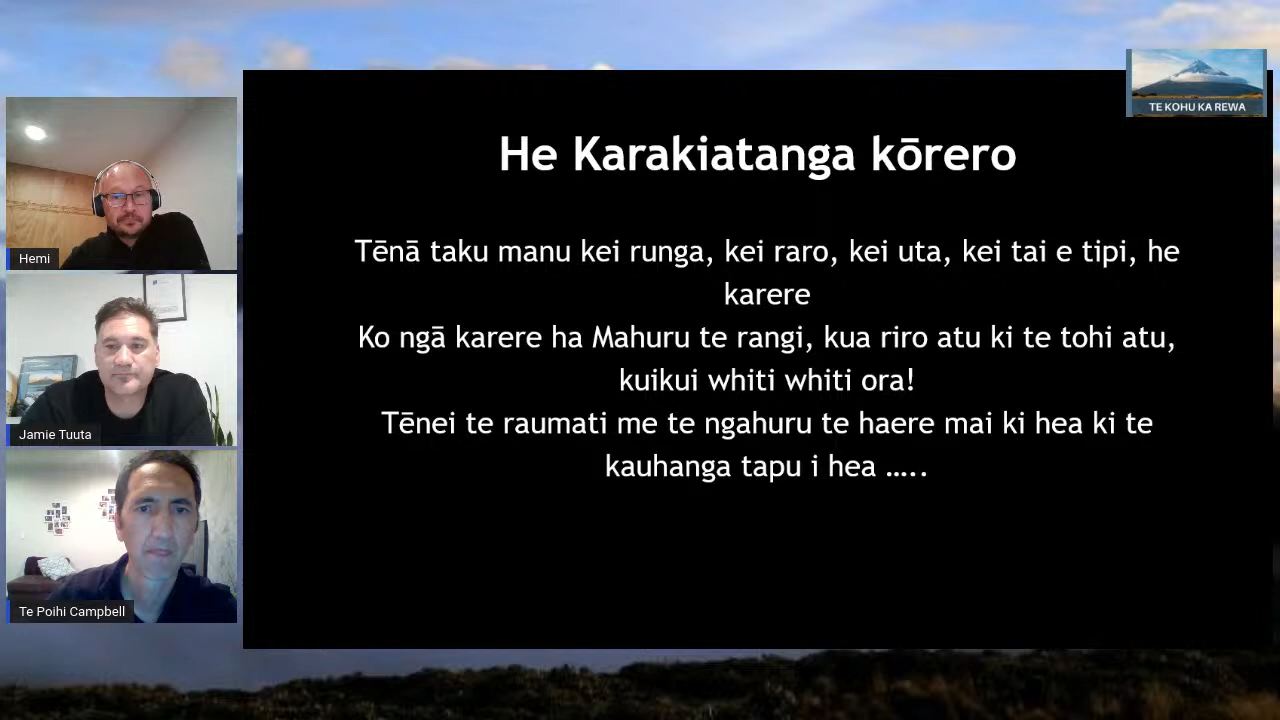 TE KOHU KA REWA
He Karakiatanga kōrero
Tēnā taku manu kei runga, kei raro, kei uta, kei tai e tipi, he
karere
Ko ngā karere ha Mahuru te rangi, kua riro atu ki te tohi atu,
kuikui whiti whiti ora!
Tēnei te raumati me te ngahuru te haere mai ki hea ki te
kauhanga tapu i hea .....
Hemi
Jamie Tuuta
Te Poihi Campbell